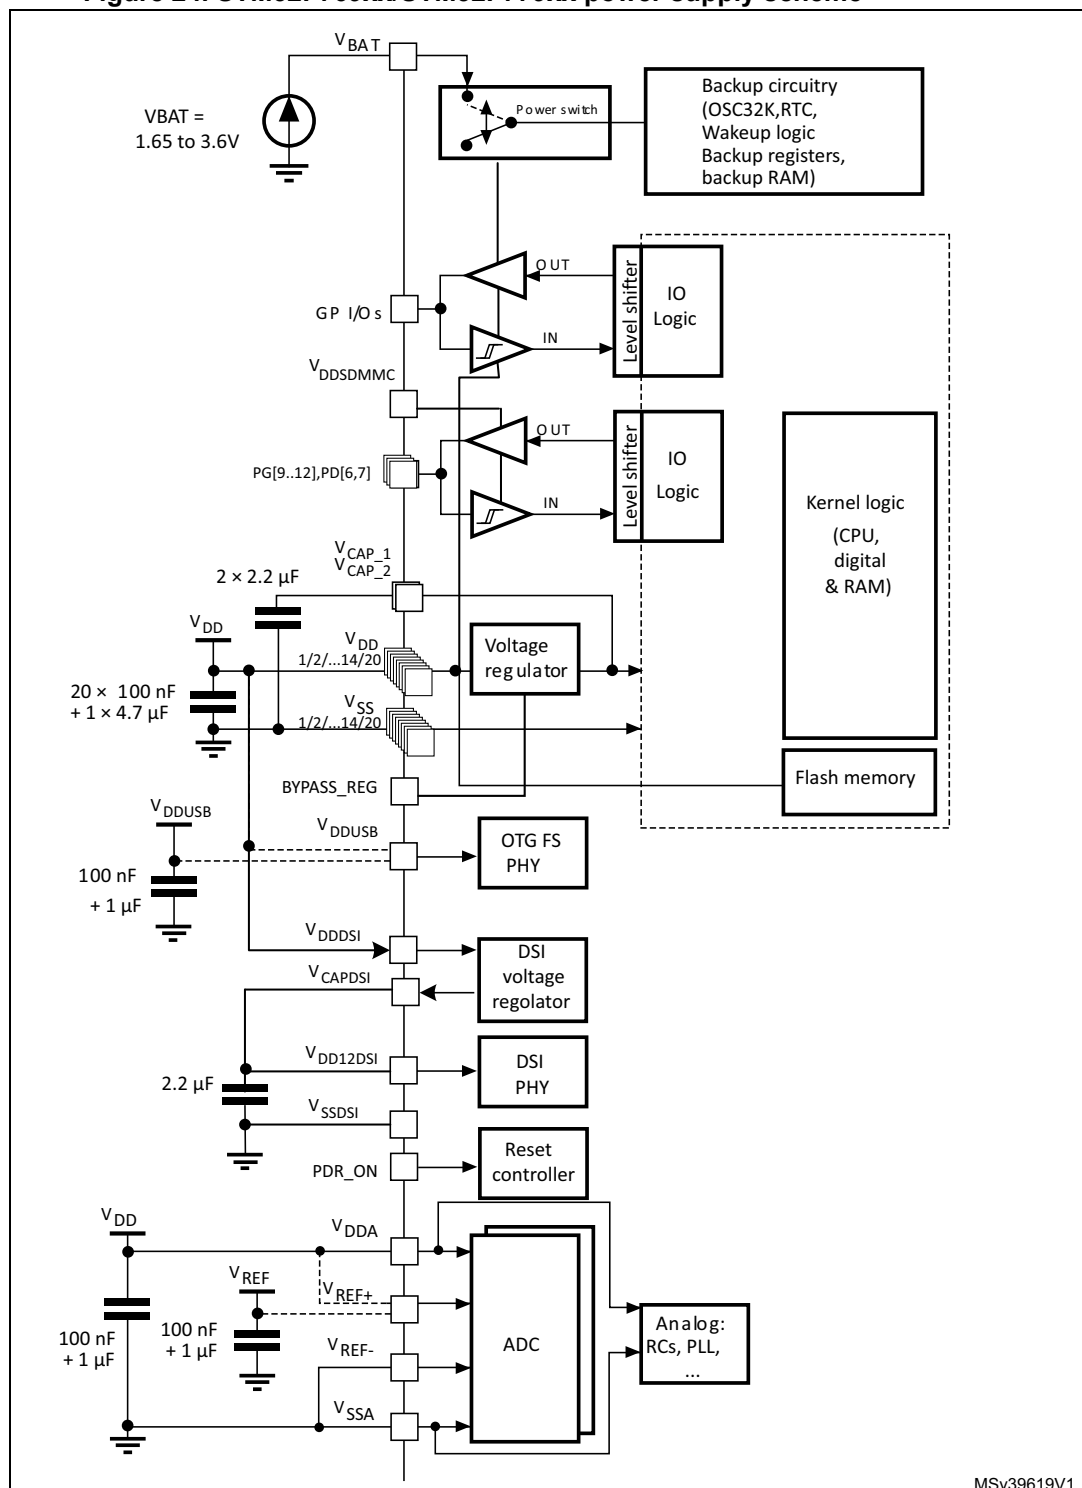 VBAT
VBAT =
1.65 to 3.6V
Power switch
Backup circuitry
(OSC32K,RTC,
Wakeup logic
Backup registers,
backup RAM)
OUT
Level shifter
IO
Logic
GP I/Os
IN
VDDSDMMC
OUT
Level shifter
IO
Logic
PG[9..12],PD[6,7]
IN
Kernel logic
(CPU,
digital
& RAM)
VCAP_1
VCAP_2
2 × 2.2 µF
VDD
VDD
1/2/...14/20
Voltage
regulator
20 × 100 nF
+ 1 × 4.7 µF
VSS
1/2/...14/20
BYPASS_REG
Flash memory
VDDUSB
VDDUSB
OTG FS
PHY
100 nF
+ 1 µF
VDDDSI
DSI
voltage
regolator
VCAPDSI
VDD12DSI
DSI
PHY
2.2 µF
VSSDSI
PDR_ON
Reset
controller
VDD
VDDA
VREF
VREF+
100 nF
+ 1 µF
100 nF
+ 1 µF
VREF-
ADC
Analog:
RCs, PLL,
...
VSSA
MSv39619V1